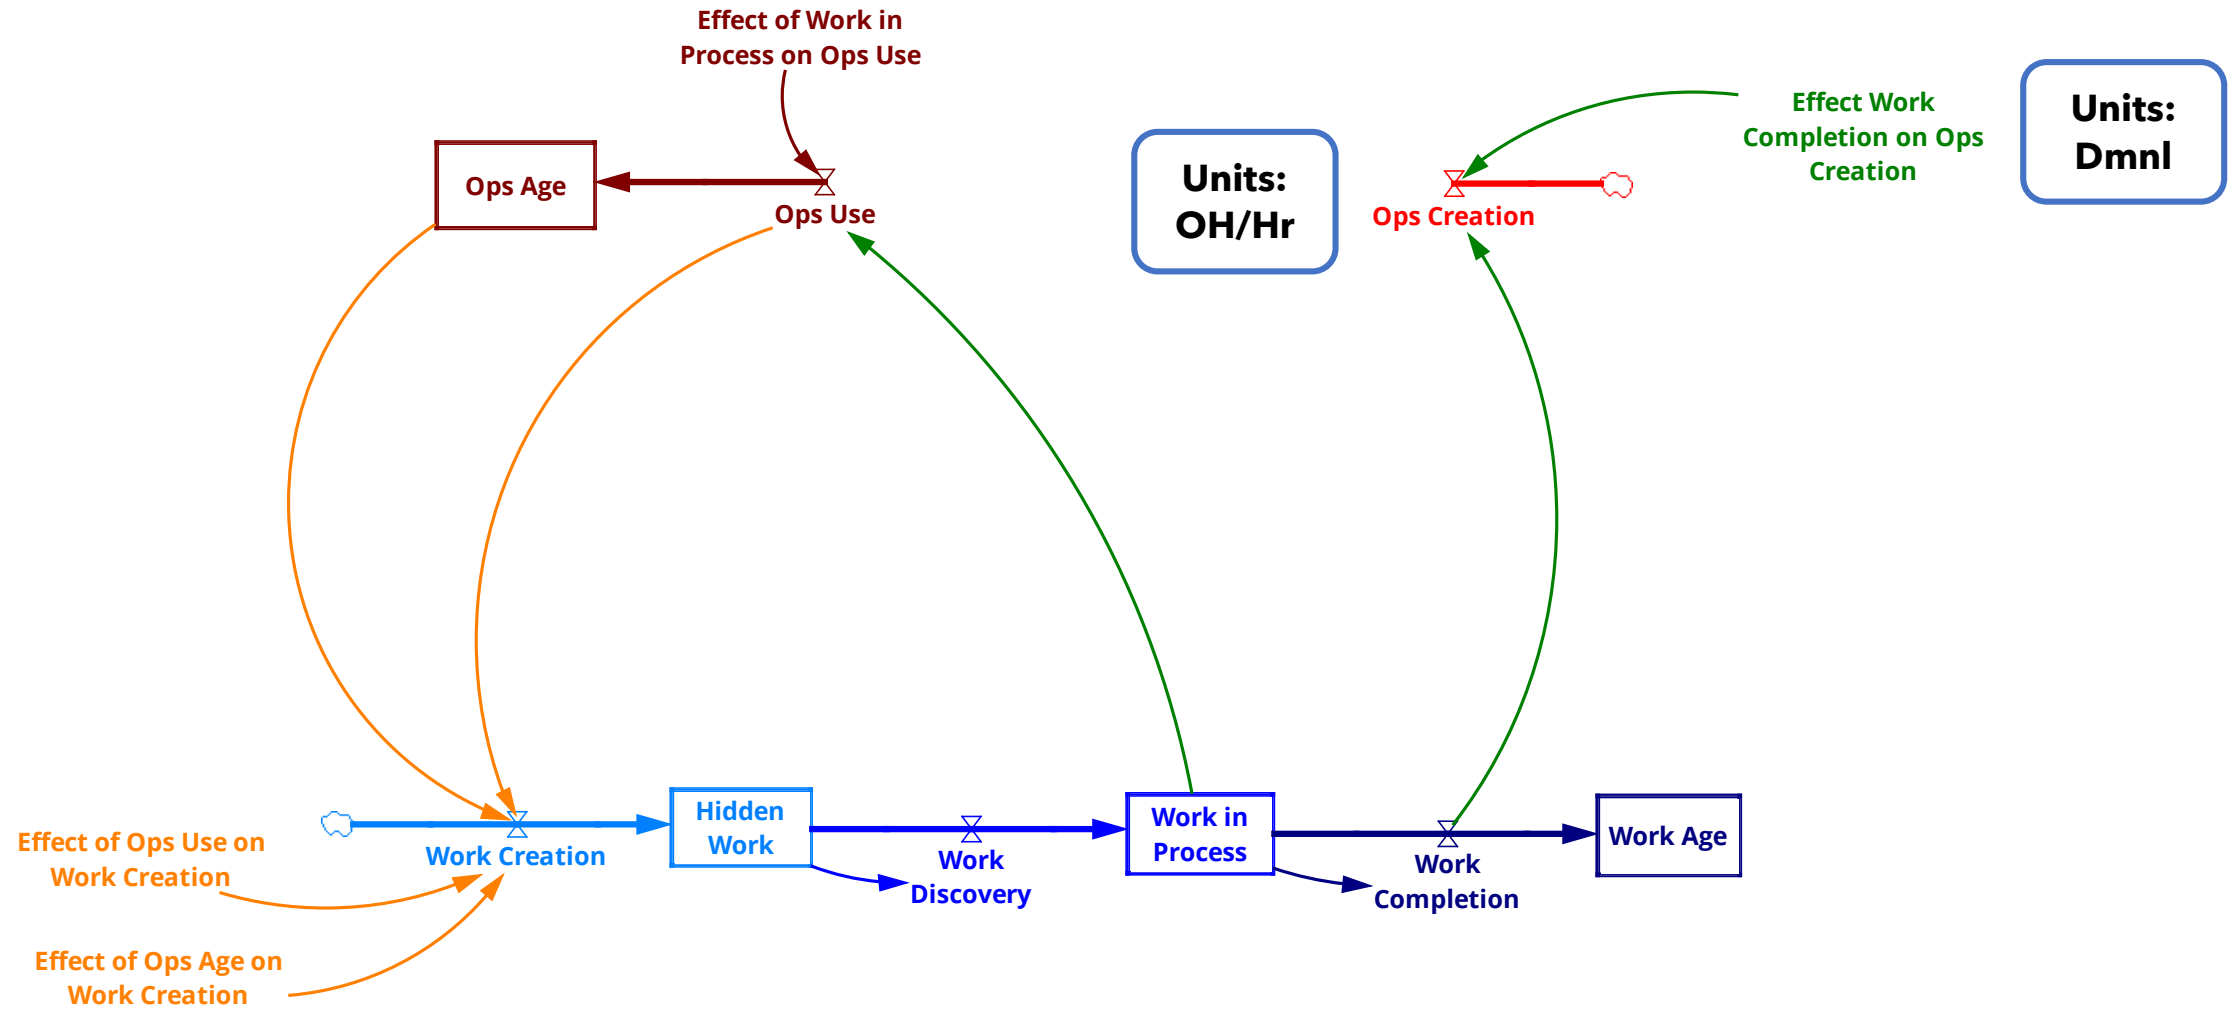 Effect of Work in
Process on Ops Use
Effect Work
Completion on Ops
Creation
Units:
Dmnl
Ops Age
Ops Use
Units:
OH/Hr
Ops Creation
Effect of Ops Use on
Work Creation
Work Creation
Hidden
Work
Work
Discovery
Work in
Process
Work
Completion
Work Age
Effect of Ops Age on
Work Creation